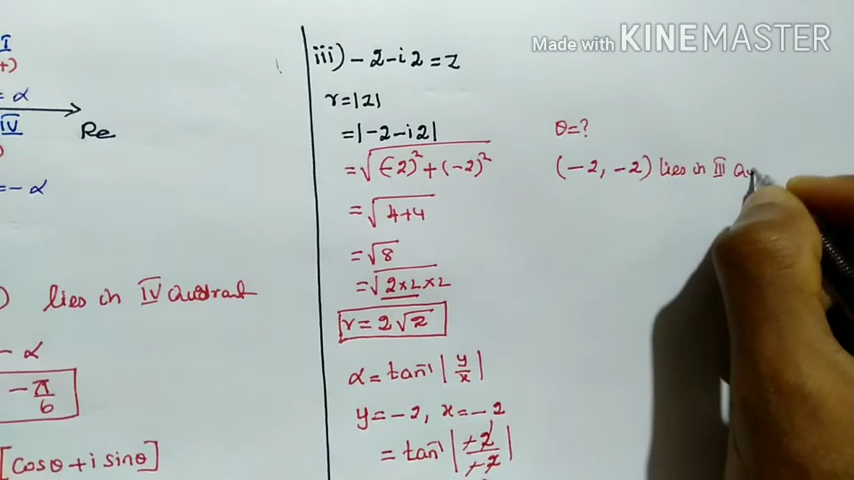 I
+)
= α
IV
)
= - α
Re
) lies in IV quadrant
- α
- π/6
[cosθ + i sinθ]
iii) - 2 - i 2 = z
r = |z|
= |-2 - i2|
= √(-2)² + (-2)²
= √4+4
= √8
= √2×2×2
r = 2√2
α = tan⁻¹ |y/x|
y = -2, x = -2
= tan⁻¹ |-2/-2|
Made with KINEMASTER
θ = ?
(-2, -2) lies in III